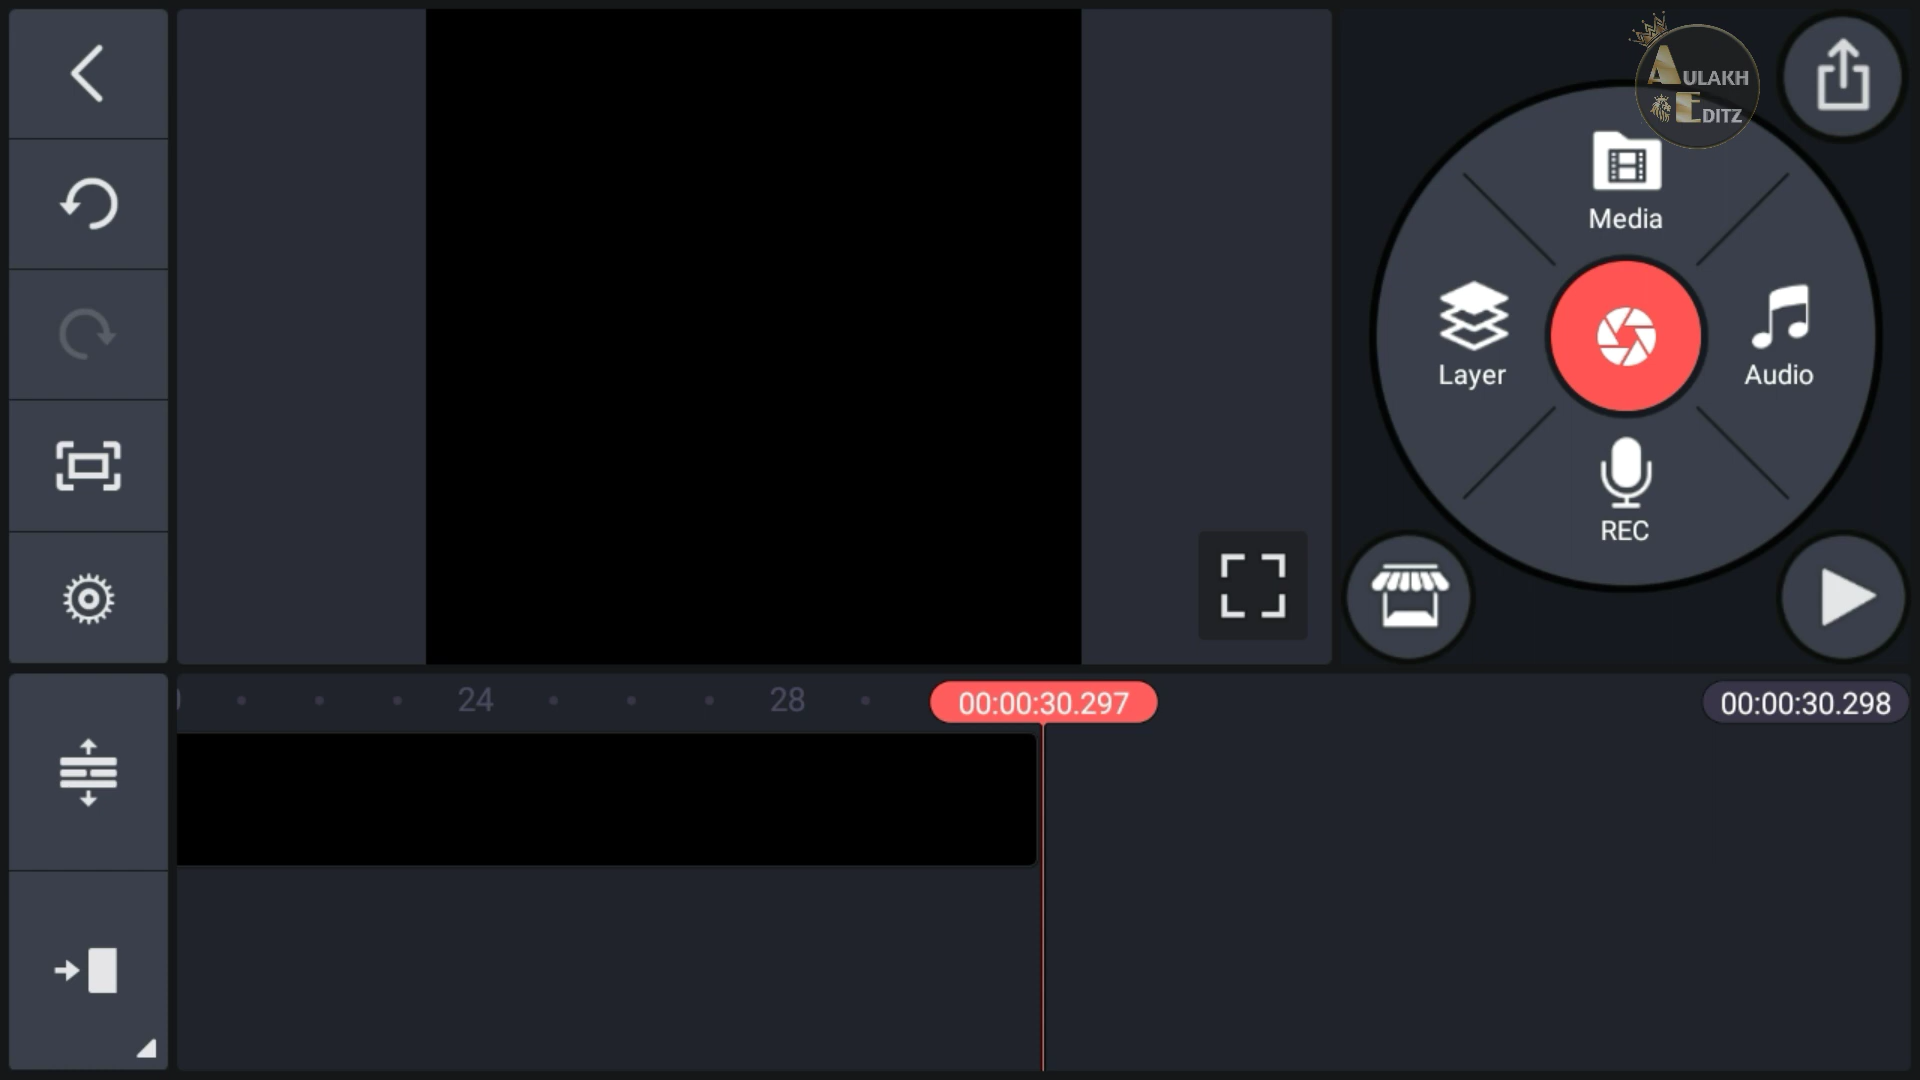 AULAKH
EDITZ
Media
Layer
Audio
REC
24
28
00:00:30.297
00:00:30.298